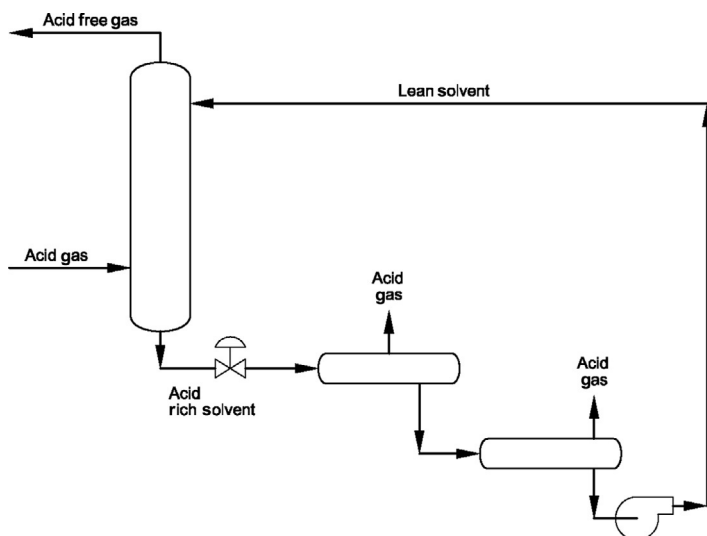 Acid free gas
Lean solvent
Acid gas
Acid
gas
Acid
rich solvent
Acid
gas